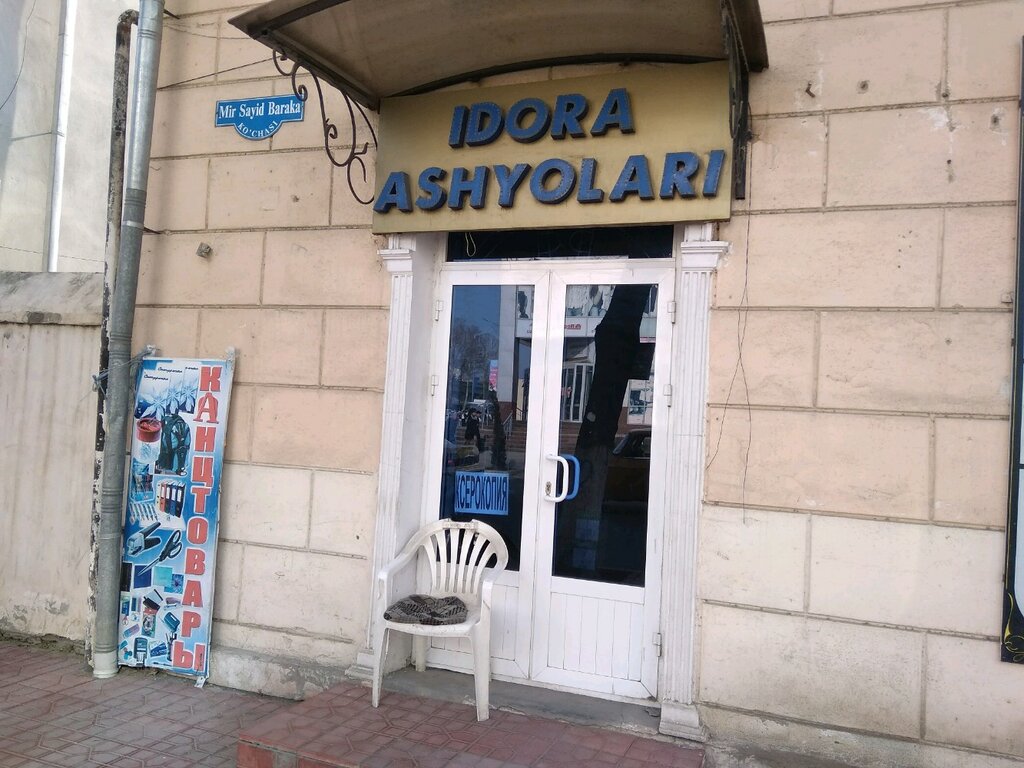 IDORA
ASHYOLARI
Mir Sayid Baraka
KO'CHASI
КАНЦТОВАРЫ
КСЕРОКОПИЯ